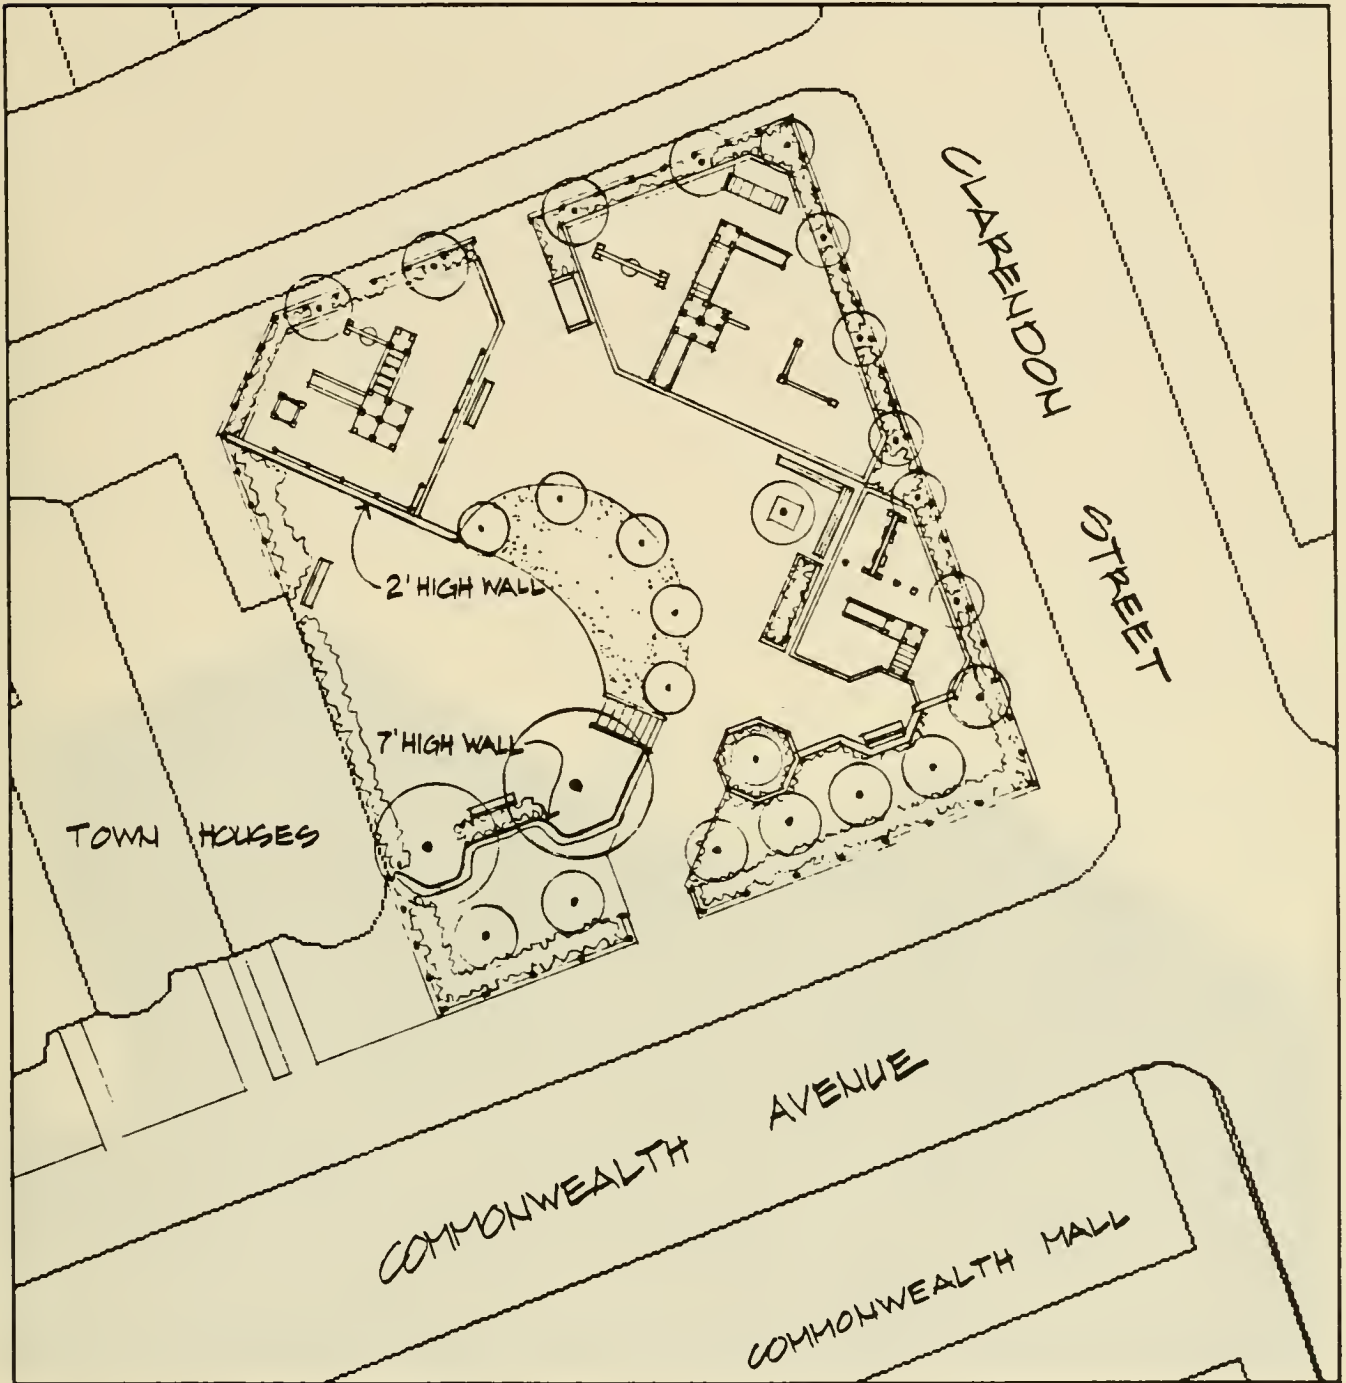 CLARENDON STREET
2' HIGH WALL
7' HIGH WALL
TOWN HOUSES
COMMONWEALTH AVENUE
COMMONWEALTH MALL